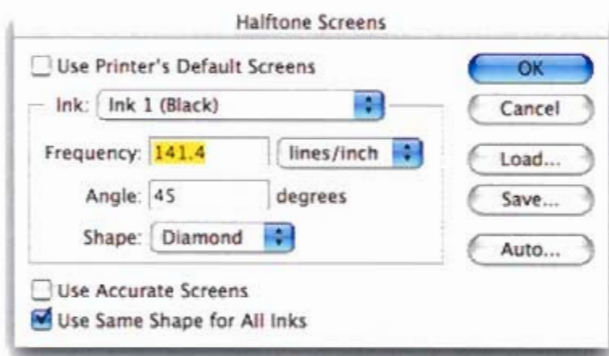 Halftone Screens
Use Printer's Default Screens
OK
Ink: Ink 1 (Black)
Cancel
Frequency: 141.4 lines/inch
Load...
Angle: 45 degrees
Save...
Shape: Diamond
Auto...
Use Accurate Screens
Use Same Shape for All Inks